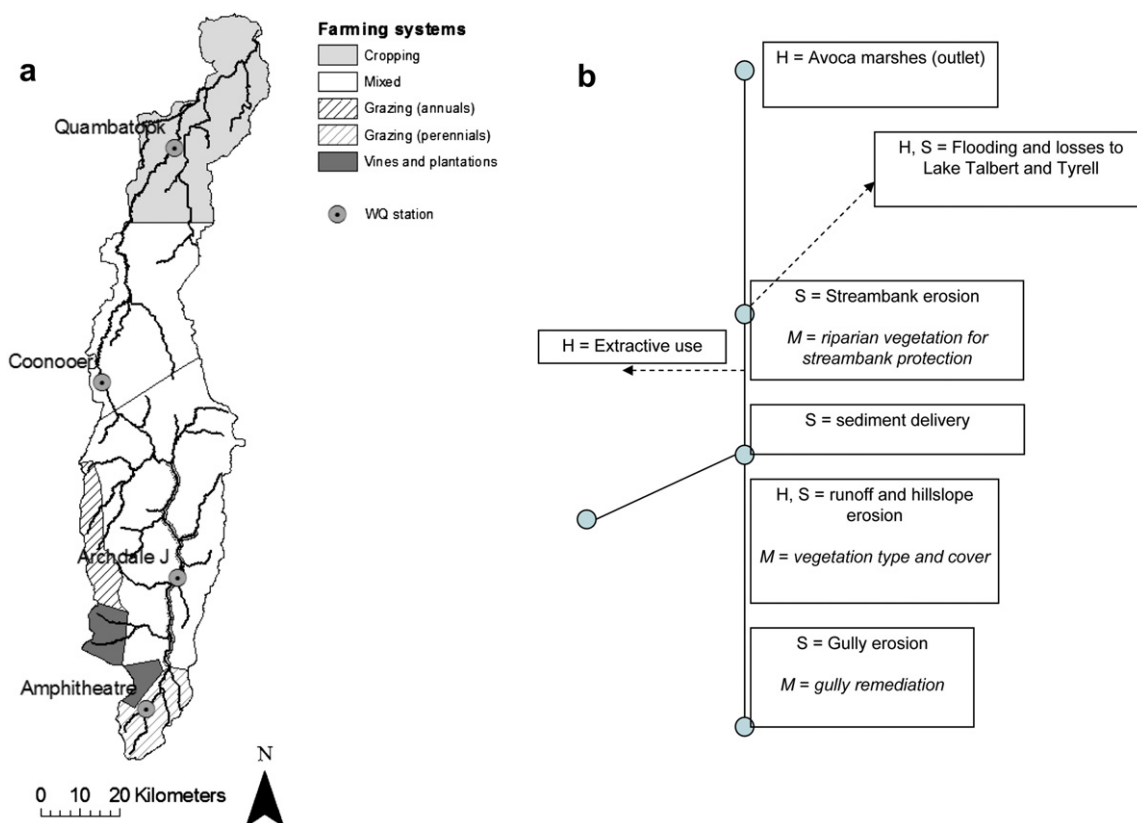 a
Farming systems
Cropping
Mixed
Grazing (annuals)
Grazing (perennials)
Vines and plantations
WQ station
Quambatook
Coonooer
Archdale J
Amphitheatre
0 10 20 Kilometers
N
b
H = Avoca marshes (outlet)
H, S = Flooding and losses to
Lake Talbert and Tyrell
S = Streambank erosion
M = riparian vegetation for
streambank protection
H = Extractive use
S = sediment delivery
H, S = runoff and hillslope
erosion
M = vegetation type and cover
S = Gully erosion
M = gully remediation